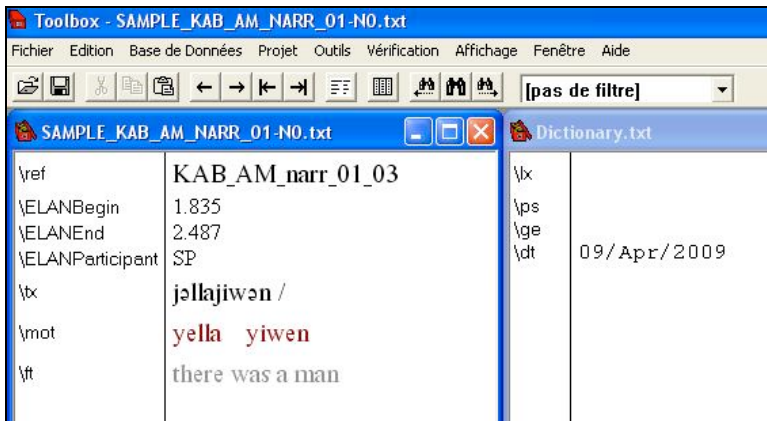 Toolbox - SAMPLE_KAB_AM_NARR_01-N0.txt
Fichier Edition Base de Données Projet Outils Vérification Affichage Fenêtre Aide
[pas de filtre]
SAMPLE_KAB_AM_NARR_01-N0.txt
\ref KAB_AM_narr_01_03
\ELANBegin 1.835
\ELANEnd 2.487
\ELANParticipant SP
\tx jəllajiwən /
\mot yella yiwen
\ft there was a man
Dictionary.txt
\lx
\ps
\ge
\dt 09/Apr/2009